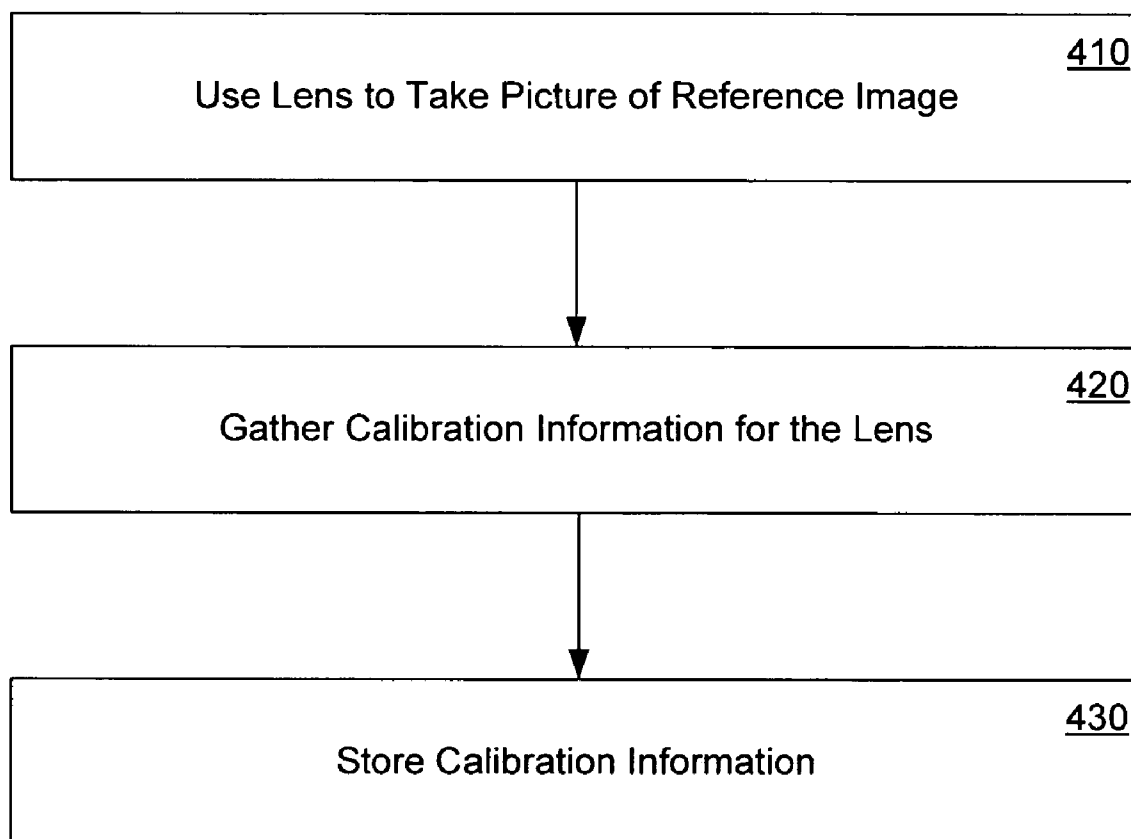 410
Use Lens to Take Picture of Reference Image
420
Gather Calibration Information for the Lens
430
Store Calibration Information